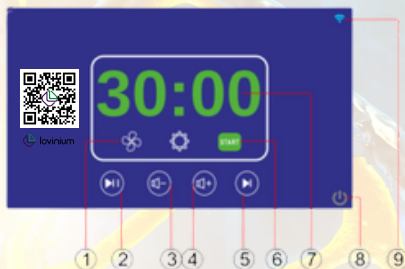 30:00
lovinium
START
① ② ③ ④ ⑤ ⑥ ⑦ ⑧ ⑨